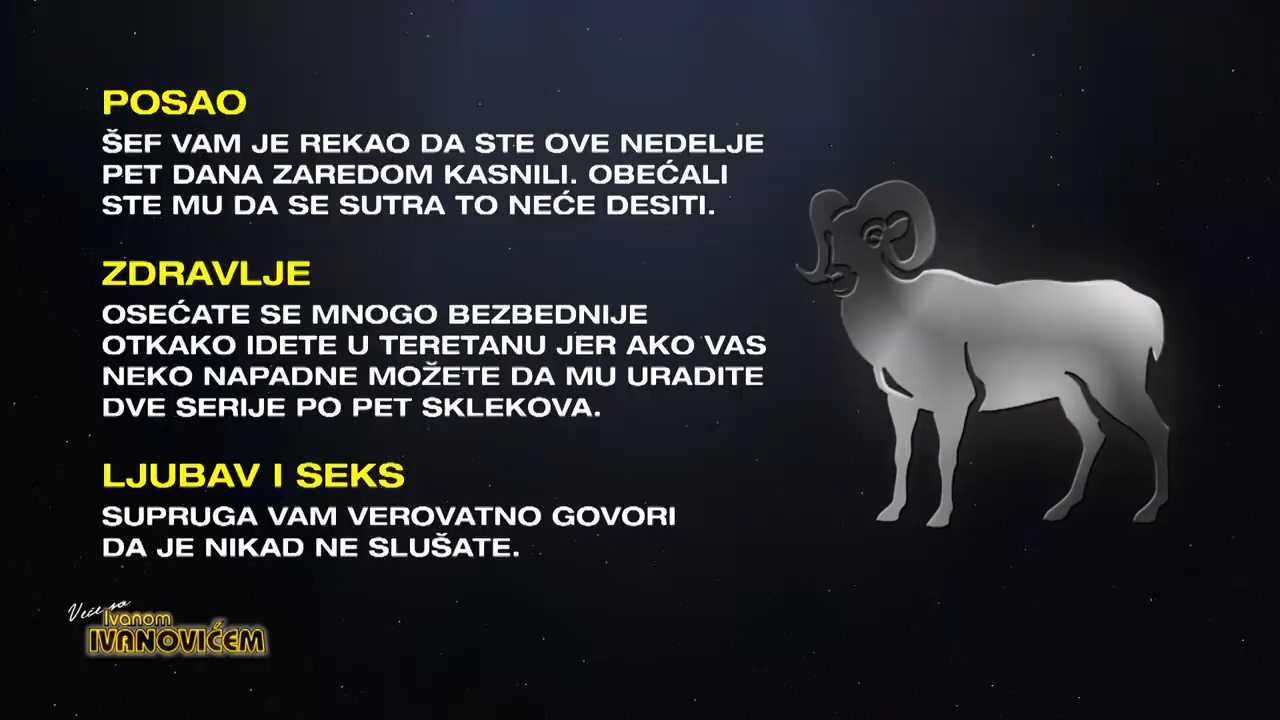 POSAO
ŠEF VAM JE REKAO DA STE OVE NEDELJE
PET DANA ZAREDOM KASNILI. OBEĆALI
STE MU DA SE SUTRA TO NEĆE DESITI.
ZDRAVLJE
OSEĆATE SE MNOGO BEZBEDNIJE
OTKAKO IDETE U TERETANU JER AKO VAS
NEKO NAPADNE MOŽETE DA MU URADITE
DVE SERIJE PO PET SKLEKOVA.
LJUBAV I SEKS
SUPRUGA VAM VEROVATNO GOVORI
DA JE NIKAD NE SLUŠATE.
Veče sa
Ivanom
IVANOVIĆEM